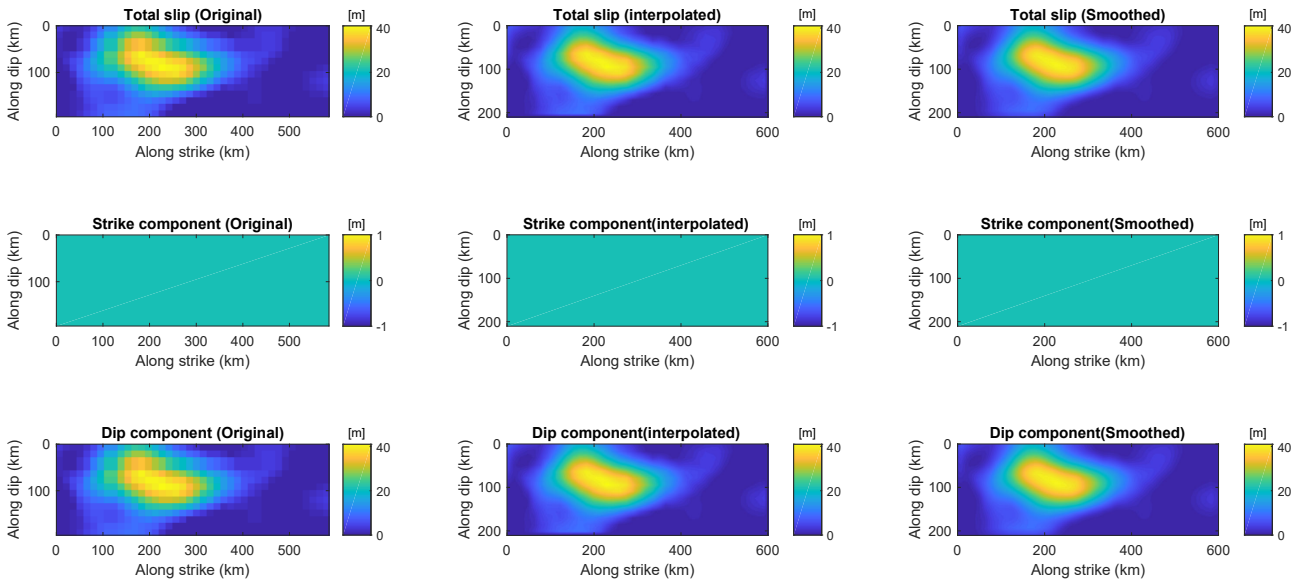 Total slip (Original)
[m]
Along dip (km)
0
100
0 100 200 300 400 500
Along strike (km)
40
20
0
Total slip (interpolated)
[m]
Along dip (km)
0
100
200
0 200 400 600
Along strike (km)
40
20
0
Total slip (Smoothed)
[m]
Along dip (km)
0
100
200
0 200 400 600
Along strike (km)
40
20
0
Strike component (Original)
[m]
Along dip (km)
0
100
0 100 200 300 400 500
Along strike (km)
1
0
-1
Strike component(interpolated)
[m]
Along dip (km)
0
100
200
0 200 400 600
Along strike (km)
1
0
-1
Strike component(Smoothed)
[m]
Along dip (km)
0
100
200
0 200 400 600
Along strike (km)
1
0
-1
Dip component (Original)
[m]
Along dip (km)
0
100
0 100 200 300 400 500
Along strike (km)
40
20
0
Dip component(interpolated)
[m]
Along dip (km)
0
100
200
0 200 400 600
Along strike (km)
40
20
0
Dip component(Smoothed)
[m]
Along dip (km)
0
100
200
0 200 400 600
Along strike (km)
40
20
0